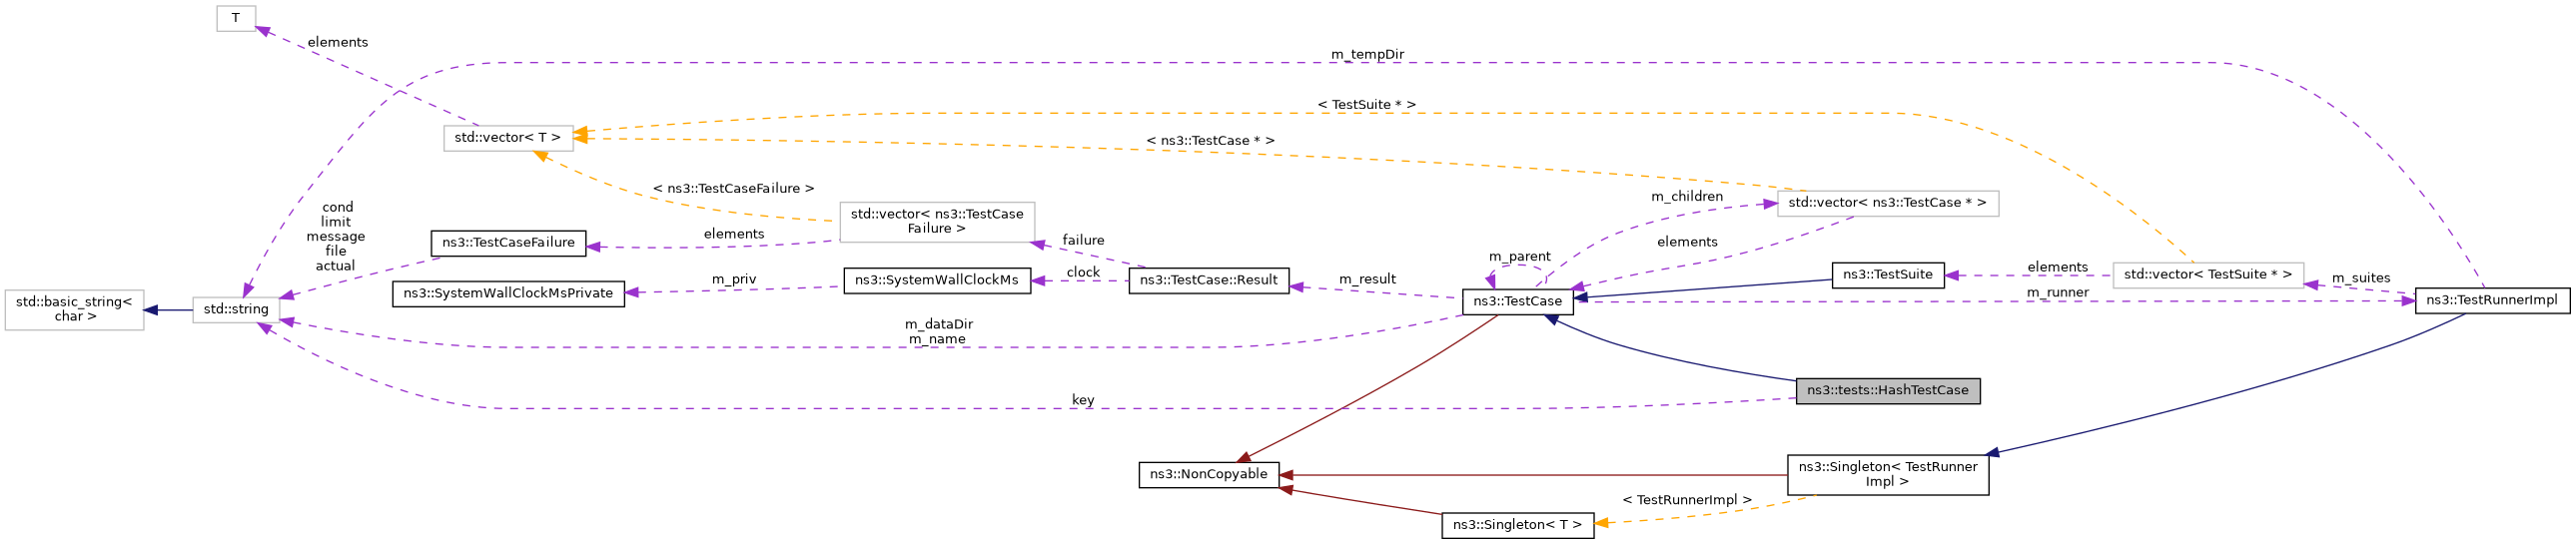 T
elements
m_tempDir
< TestSuite * >
std::vector< T >
< ns3::TestCase * >
< ns3::TestCaseFailure >
m_children
std::vector< ns3::TestCase * >
cond
limit
message
file
actual
std::vector< ns3::TestCase
Failure >
ns3::TestCaseFailure
elements
failure
elements
m_parent
ns3::SystemWallClockMsPrivate
m_priv
ns3::SystemWallClockMs
clock
ns3::TestCase::Result
m_result
ns3::TestCase
ns3::TestSuite
elements
std::vector< TestSuite * >
m_suites
m_runner
ns3::TestRunnerImpl
std::basic_string<
char >
std::string
m_dataDir
m_name
ns3::tests::HashTestCase
key
ns3::NonCopyable
ns3::Singleton< TestRunner
Impl >
< TestRunnerImpl >
ns3::Singleton< T >